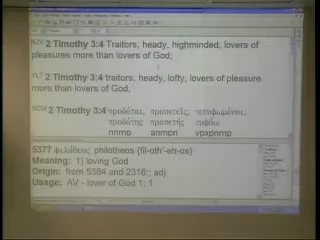 KJV 2 Timothy 3:4 Traitors, heady, highminded, lovers of
pleasures more than lovers of God;
YLT 2 Timothy 3:4 traitors, heady, lofty, lovers of pleasure
more than lovers of God,
2 Timothy 3:4 προδόται, προπετεῖς, τετυφωμένοι,
προδότης προπετής τυφόω
nnmp anmpn vpxpnmp
5377 φιλόθεος philotheos {fil-oth'-eh-os}
Meaning: 1) loving God
Origin: from 5384 and 2316;; adj
Usage: AV - lover of God 1; 1